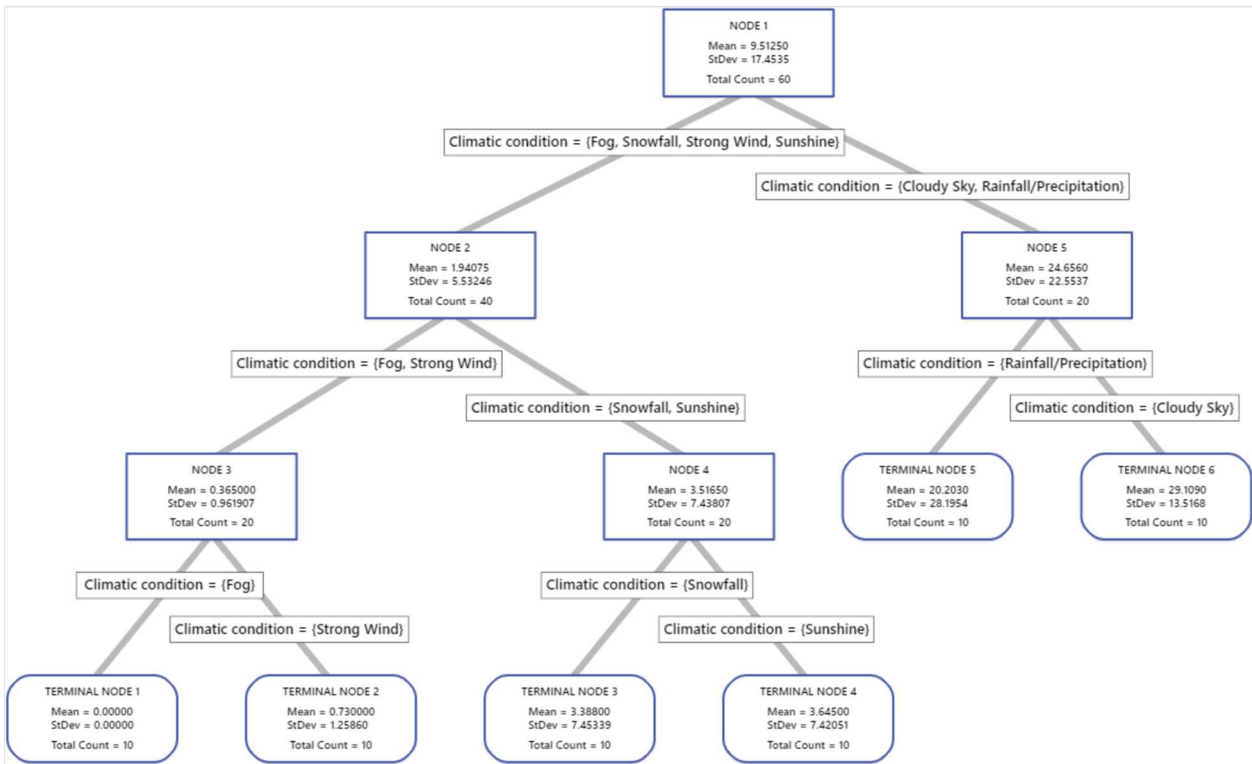 NODE 1
Mean = 9.51250
StDev = 17.4535
Total Count = 60
Climatic condition = {Fog, Snowfall, Strong Wind, Sunshine}
Climatic condition = {Cloudy Sky, Rainfall/Precipitation}
NODE 2
Mean = 1.94075
StDev = 5.53246
Total Count = 40
NODE 5
Mean = 24.6560
StDev = 22.5537
Total Count = 20
Climatic condition = {Fog, Strong Wind}
Climatic condition = {Snowfall, Sunshine}
Climatic condition = {Rainfall/Precipitation}
Climatic condition = {Cloudy Sky}
NODE 3
Mean = 0.365000
StDev = 0.961907
Total Count = 20
NODE 4
Mean = 3.51650
StDev = 7.43807
Total Count = 20
TERMINAL NODE 5
Mean = 20.2030
StDev = 28.1954
Total Count = 10
TERMINAL NODE 6
Mean = 29.1090
StDev = 13.5168
Total Count = 10
Climatic condition = {Fog}
Climatic condition = {Strong Wind}
Climatic condition = {Snowfall}
Climatic condition = {Sunshine}
TERMINAL NODE 1
Mean = 0.00000
StDev = 0.00000
Total Count = 10
TERMINAL NODE 2
Mean = 0.730000
StDev = 1.25860
Total Count = 10
TERMINAL NODE 3
Mean = 3.38800
StDev = 7.45339
Total Count = 10
TERMINAL NODE 4
Mean = 3.64500
StDev = 7.42051
Total Count = 10